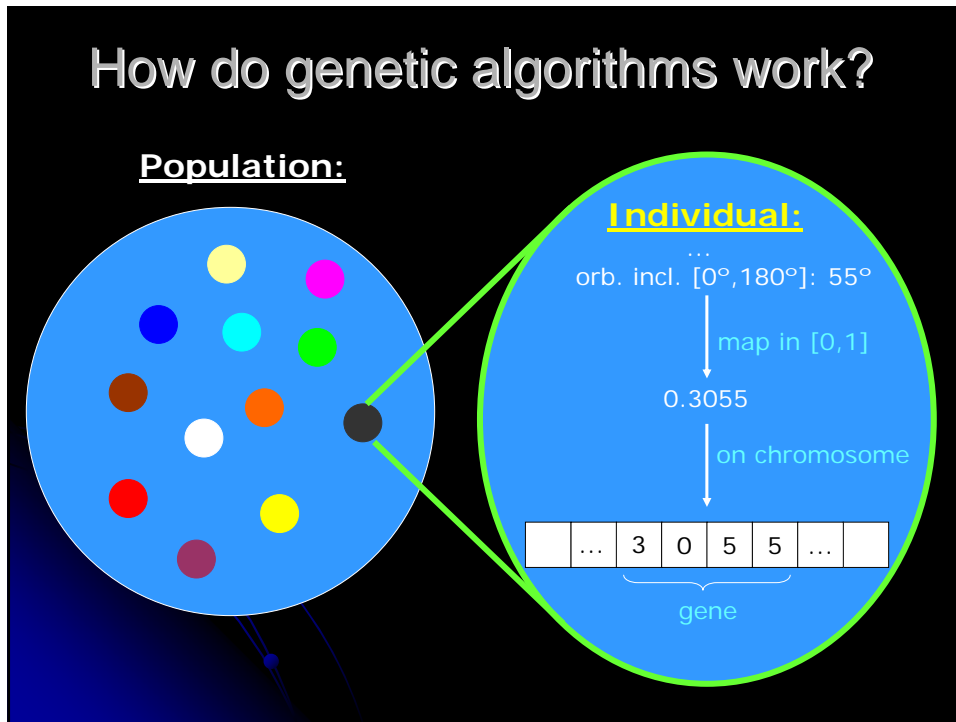 How do genetic algorithms work?
Population:
Individual:
...
orb. incl. [0º,180º]: 55º
map in [0,1]
0.3055
on chromosome
... 3 0 5 5 ...
gene